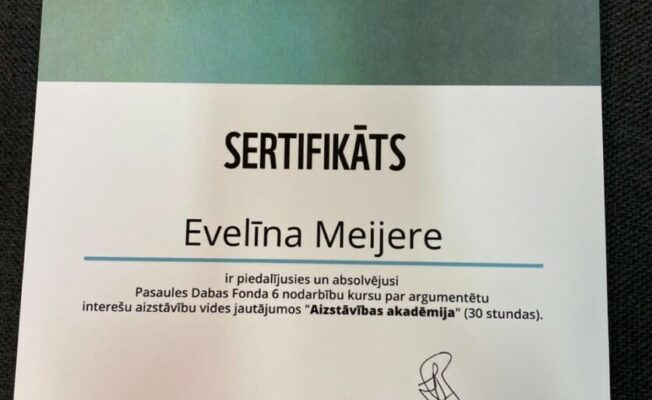 SERTIFIKĀTS
Evelīna Meijere
ir piedalījusies un absolvējusi
Pasaules Dabas Fonda 6 nodarbību kursu par argumentētu
interešu aizstāvību vides jautājumos "Aizstāvības akadēmija" (30 stundas).